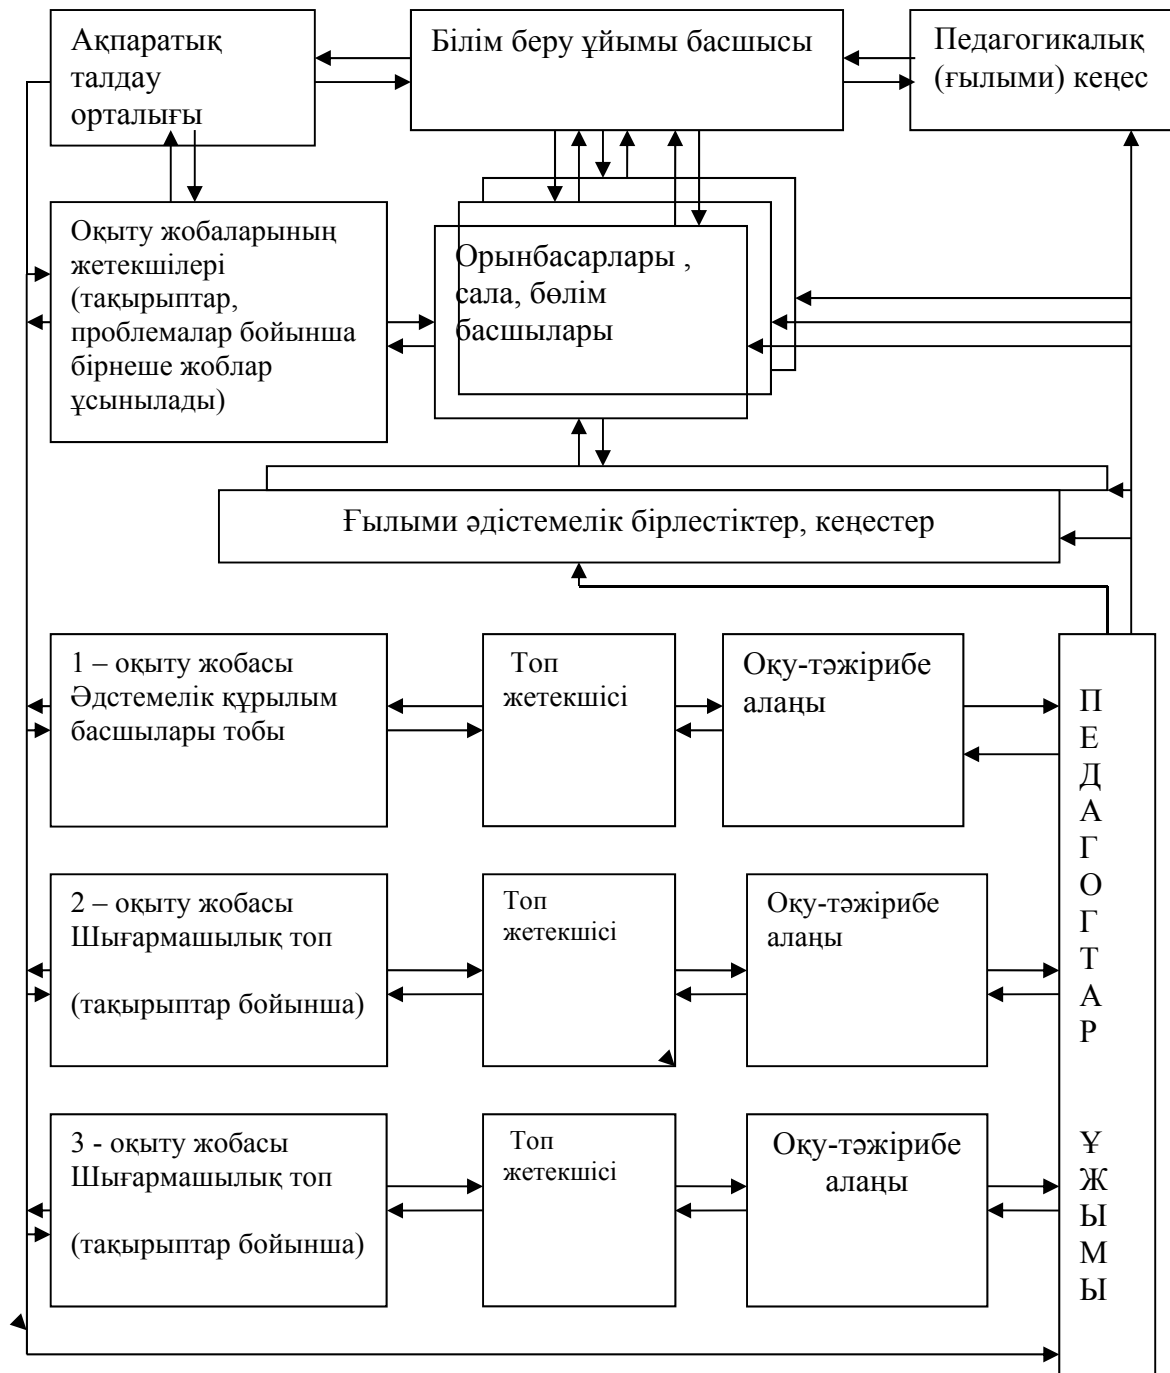 Ақпаратық
талдау
орталығы
Білім беру ұйымы басшысы
Педагогикалық
(ғылыми) кеңес
Оқыту жобаларының
жетекшілері
(тақырыптар,
проблемалар бойынша
бірнеше жоблар
ұсынылады)
Орынбасарлары ,
сала, бөлім
басшылары
Ғылыми әдістемелік бірлестіктер, кеңестер
1 – оқыту жобасы
Әдстемелік құрылым
басшылары тобы
Топ
жетекшісі
Оқу-тәжірибе
алаңы
2 – оқыту жобасы
Шығармашылық топ
(тақырыптар бойынша)
Топ
жетекшісі
Оқу-тәжірибе
алаңы
3 - оқыту жобасы
Шығармашылық топ
(тақырыптар бойынша)
Топ
жетекшісі
Оқу-тәжірибе
алаңы
П
Е
Д
А
Г
О
Г
Т
А
Р
Ұ
Ж
Ы
М
Ы